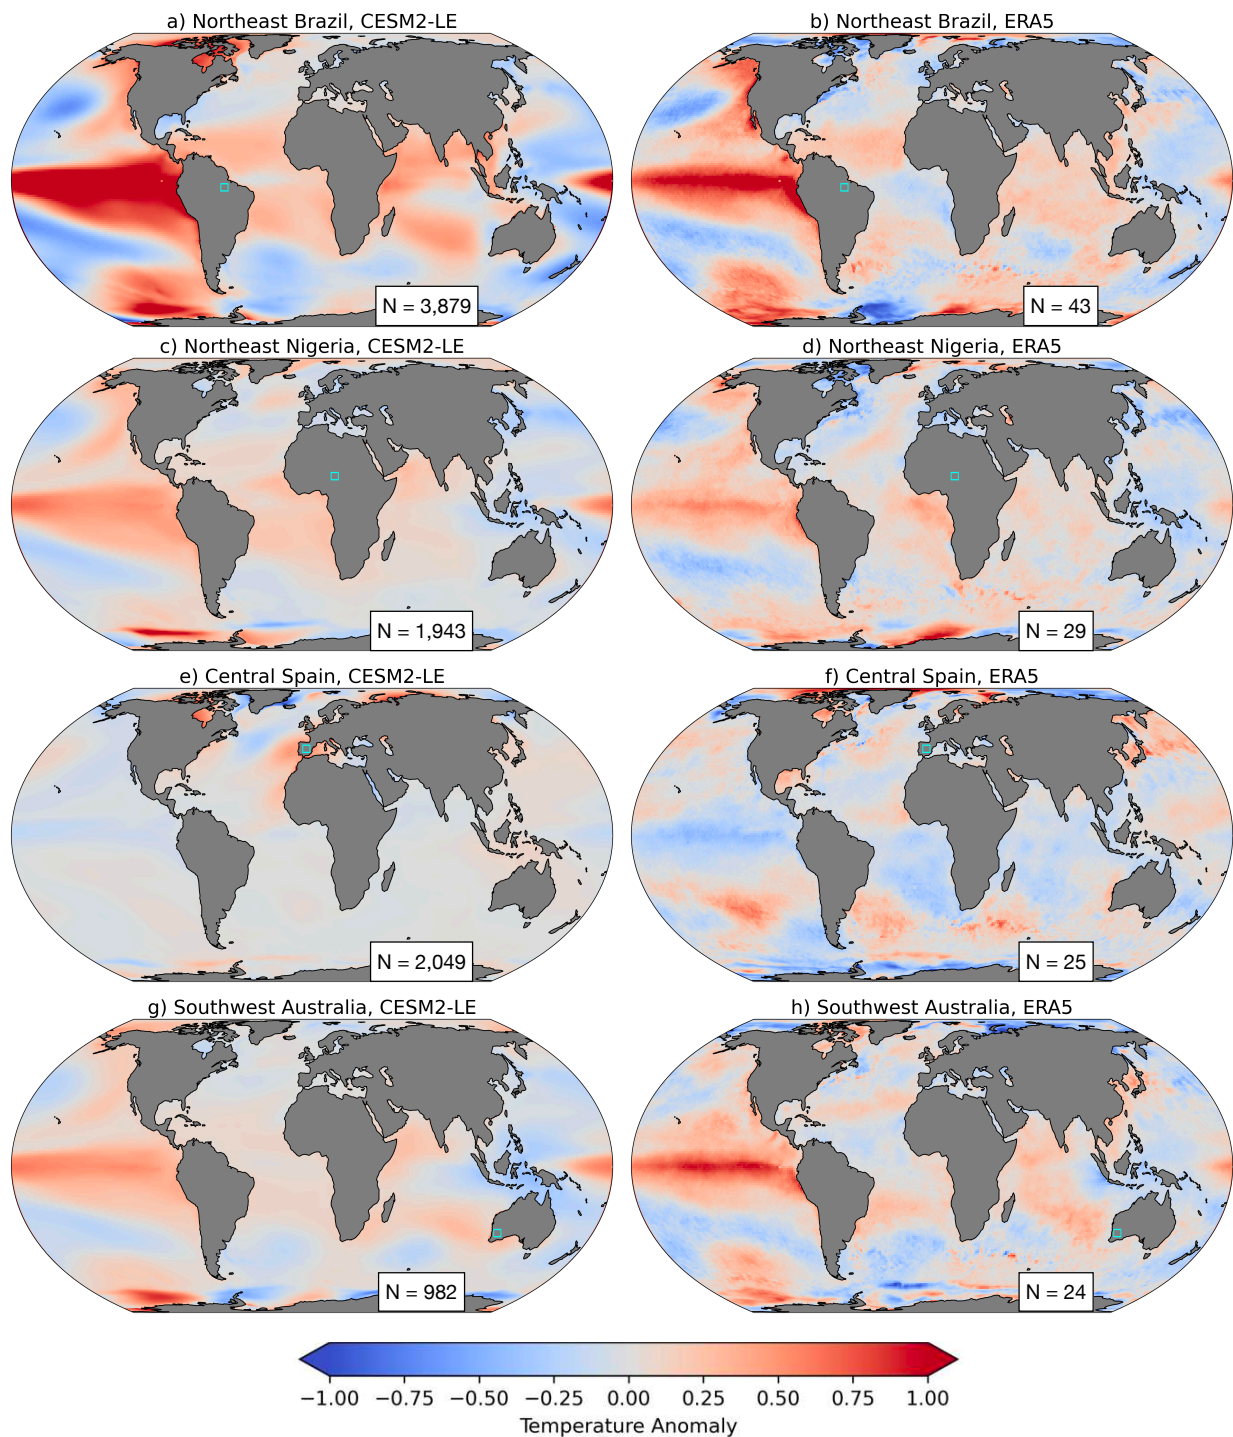 a) Northeast Brazil, CESM2-LE
b) Northeast Brazil, ERA5
N = 3,879
N = 43
c) Northeast Nigeria, CESM2-LE
d) Northeast Nigeria, ERA5
N = 1,943
N = 29
e) Central Spain, CESM2-LE
f) Central Spain, ERA5
N = 2,049
N = 25
g) Southwest Australia, CESM2-LE
h) Southwest Australia, ERA5
N = 982
N = 24
−1.00 −0.75 −0.50 −0.25 0.00 0.25 0.50 0.75 1.00
Temperature Anomaly